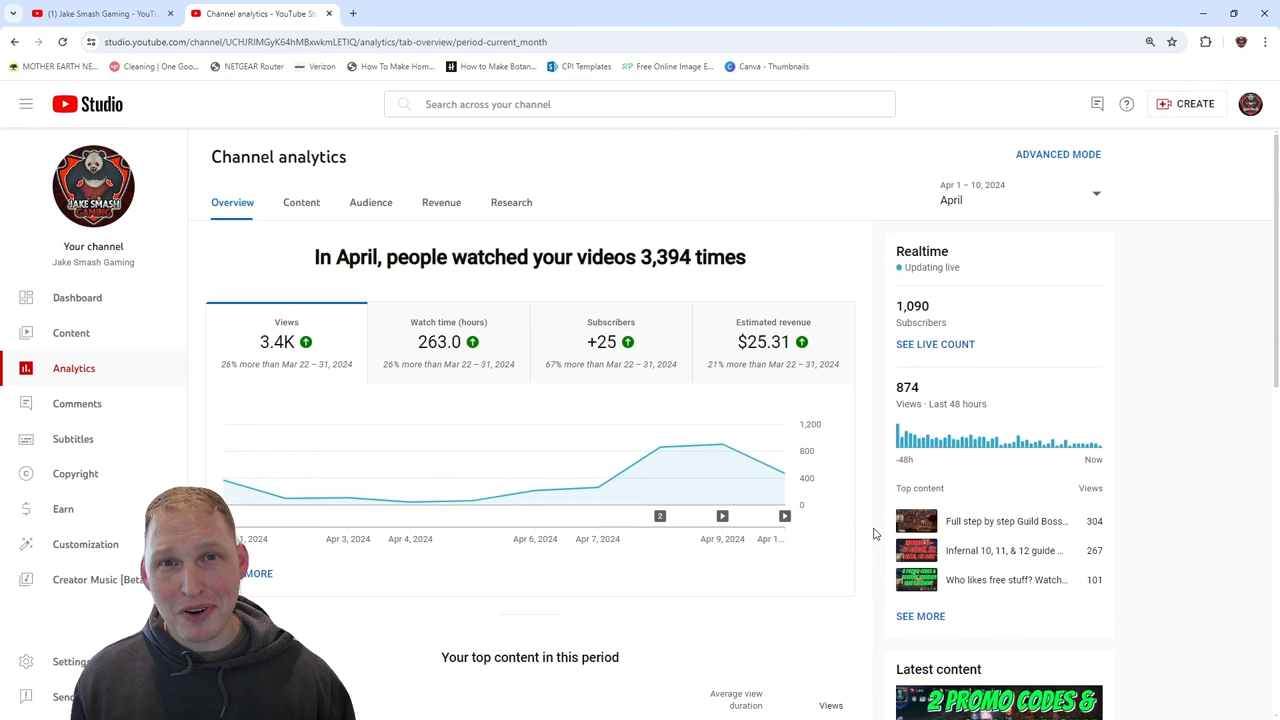 (1) Jake Smash Gaming - YouTu
Channel analytics - YouTube St
studio.youtube.com/channel/UCHJRIMGyK64hMBxwkmLETIQ/analytics/tab-overview/period-current_month
MOTHER EARTH NE...
Cleaning | One Goo...
NETGEAR Router
Verizon
How To Make Hom...
How to Make Botan...
CPI Templates
Free Online Image E...
Canva - Thumbnails
Studio
Search across your channel
CREATE
JAKE SMASH
GAMING
Your channel
Jake Smash Gaming
Dashboard
Content
Analytics
Comments
Subtitles
Copyright
Earn
Customization
Creator Music [Beta
Settings
Send
Channel analytics
ADVANCED MODE
Apr 1 – 10, 2024
April
Overview
Content
Audience
Revenue
Research
In April, people watched your videos 3,394 times
Views
3.4K
26% more than Mar 22 – 31, 2024
Watch time (hours)
263.0
26% more than Mar 22 – 31, 2024
Subscribers
+25
67% more than Mar 22 – 31, 2024
Estimated revenue
$25.31
21% more than Mar 22 – 31, 2024
1,200
800
400
0
2
1, 2024
Apr 3, 2024
Apr 4, 2024
Apr 6, 2024
Apr 7, 2024
Apr 9, 2024
Apr 1...
MORE
Your top content in this period
Average view
duration
Views
Realtime
Updating live
1,090
Subscribers
SEE LIVE COUNT
874
Views · Last 48 hours
-48h
Now
Top content
Views
Full step by step Guild Boss...
304
Infernal 10, 11, & 12 guide ...
267
Who likes free stuff? Watch...
101
SEE MORE
Latest content
2 PROMO CODES &